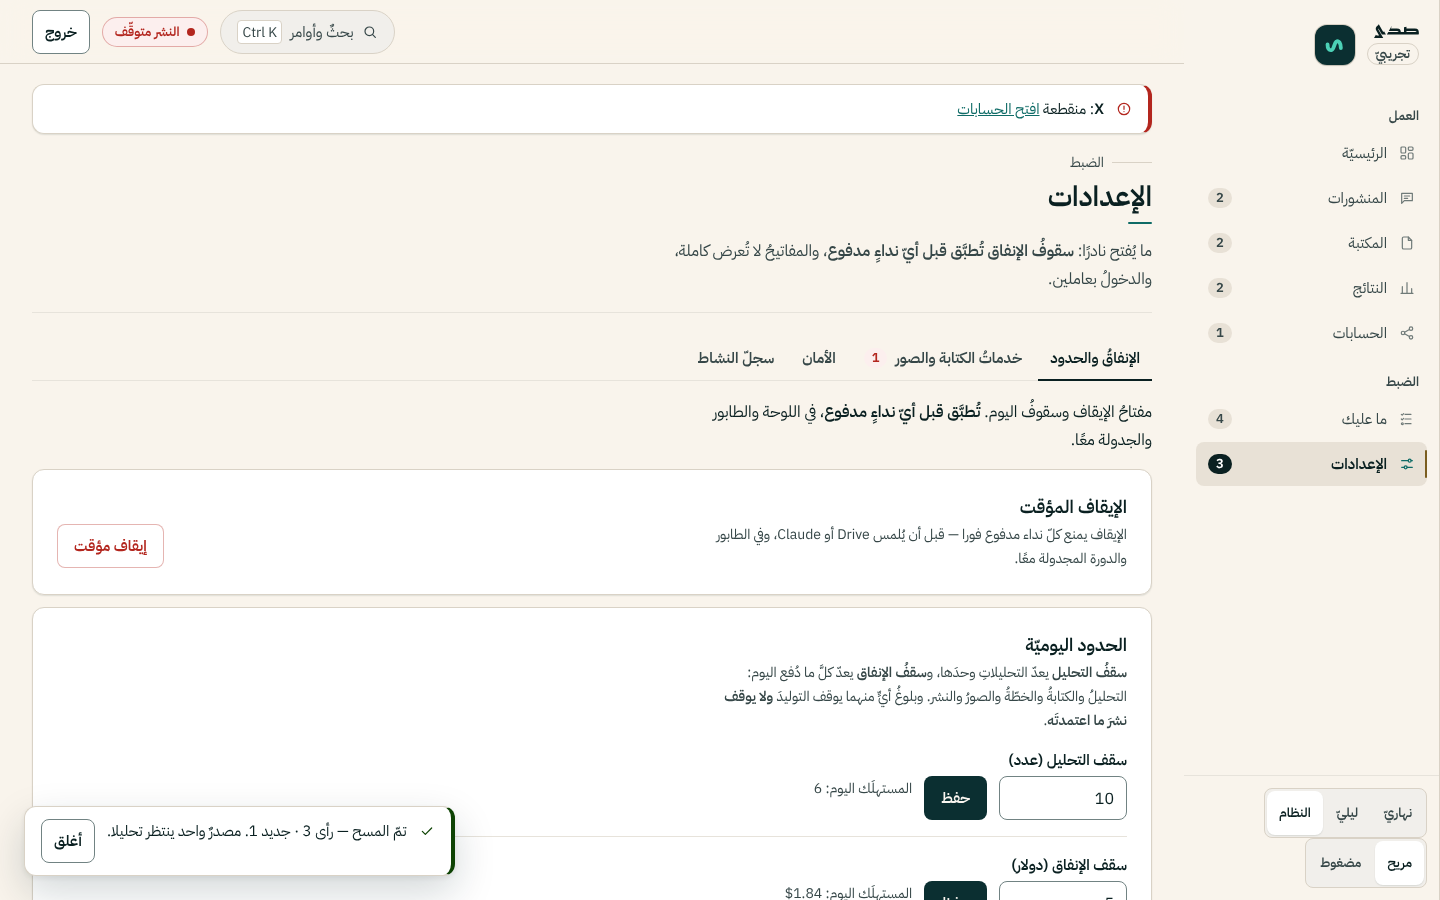 صدى
تجريبيّ
العمل
الرئيسيّة
المنشورات 2
المكتبة 2
النتائج 2
الحسابات 1
الضبط
ما عليك 4
الإعدادات 3
نهاريّ ليليّ النظام
مريح مضغوط
بحثٌ وأوامر Ctrl K
النشر متوقّف
خروج
X: منقطعة افتح الحسابات
الضبط
الإعدادات
ما يُفتح نادرًا: سقوفُ الإنفاق تُطبَّق قبل أيّ نداءٍ مدفوع، والمفاتيحُ لا تُعرض كاملة،
والدخولُ بعاملين.
الإنفاقُ والحدود خدماتُ الكتابة والصور 1 الأمان سجلّ النشاط
مفتاحُ الإيقاف وسقوفُ اليوم. تُطبَّق قبل أيّ نداءٍ مدفوع، في اللوحة والطابور
والجدولة معًا.
الإيقاف المؤقت
الإيقاف يمنع كلّ نداء مدفوع فورا — قبل أن يُلمس Drive أو Claude، وفي الطابور
والدورة المجدولة معًا.
إيقاف مؤقت
الحدود اليوميّة
سقفُ التحليل يعدّ التحليلاتِ وحدَها، وسقفُ الإنفاق يعدّ كلَّ ما دُفع اليوم:
التحليلُ والكتابةُ والخطّةُ والصورُ والنشر. وبلوغُ أيٍّ منهما يوقف التوليدَ ولا يوقف
نشرَ ما اعتمدتَه.
سقف التحليل (عدد)
10 حفظ المستهلَك اليوم: 6
سقف الإنفاق (دولار)
المستهلَك اليوم: 1.84$
تمّ المسح — رأى 3 · جديد 1. مصدرٌ واحد ينتظر تحليلا.
أغلق